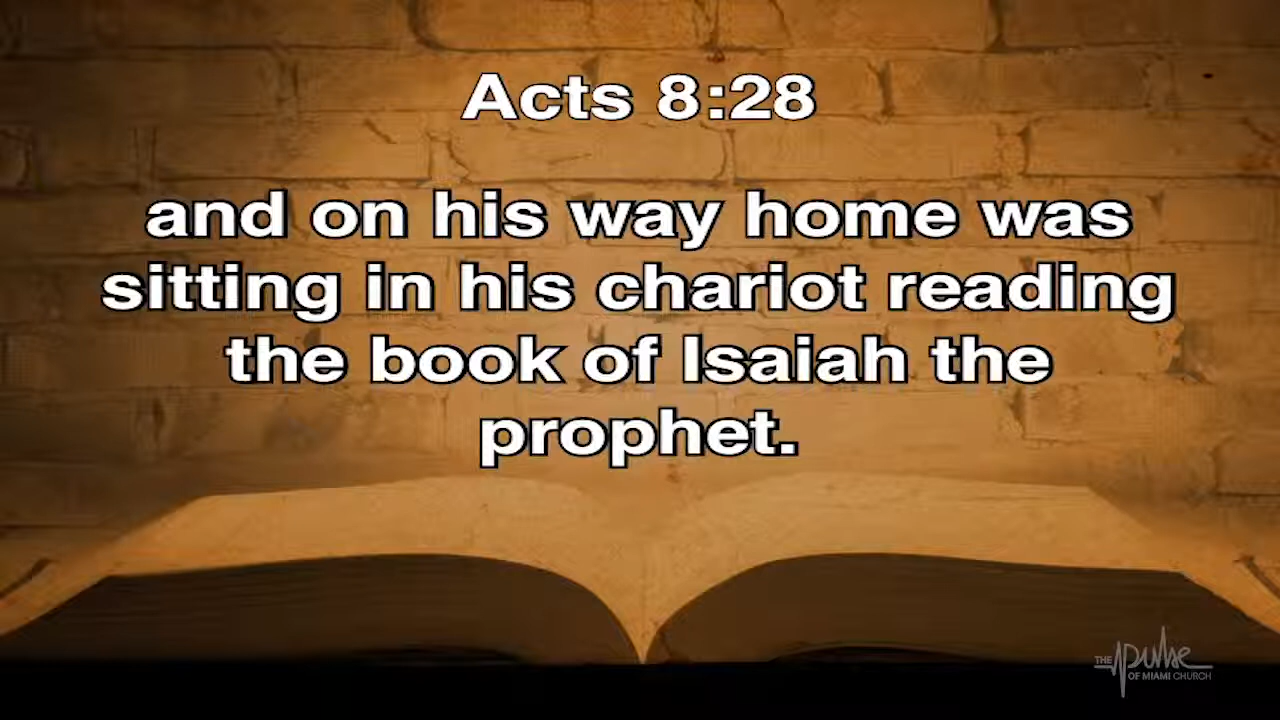 Acts 8:28
and on his way home was
sitting in his chariot reading
the book of Isaiah the
prophet.
THE pulse
OF MIAMI CHURCH